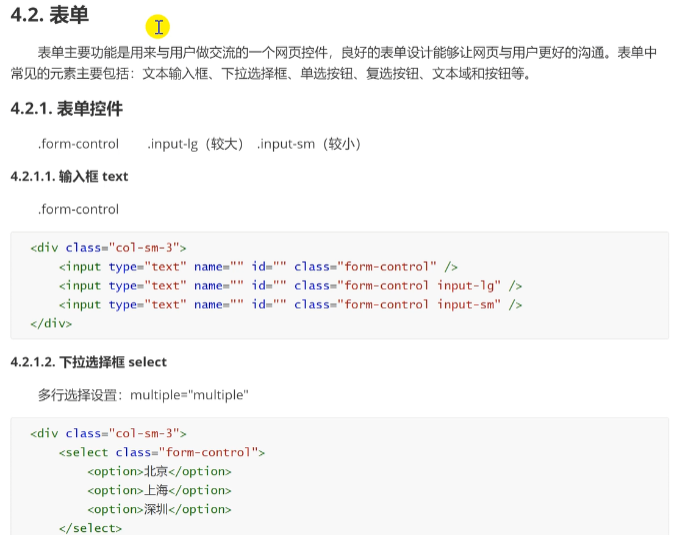 4.2. 表单
表单主要功能是用来与用户做交流的一个网页控件，良好的表单设计能够让网页与用户更好的沟通。表单中
常见的元素主要包括：文本输入框、下拉选择框、单选按钮、复选按钮、文本域和按钮等。
4.2.1. 表单控件
.form-control .input-lg（较大） .input-sm（较小）
4.2.1.1. 输入框 text
.form-control
<div class="col-sm-3">
<input type="text" name="" id="" class="form-control" />
<input type="text" name="" id="" class="form-control input-lg" />
<input type="text" name="" id="" class="form-control input-sm" />
</div>
4.2.1.2. 下拉选择框 select
多行选择设置：multiple="multiple"
<div class="col-sm-3">
<select class="form-control">
<option>北京</option>
<option>上海</option>
<option>深圳</option>
</select>